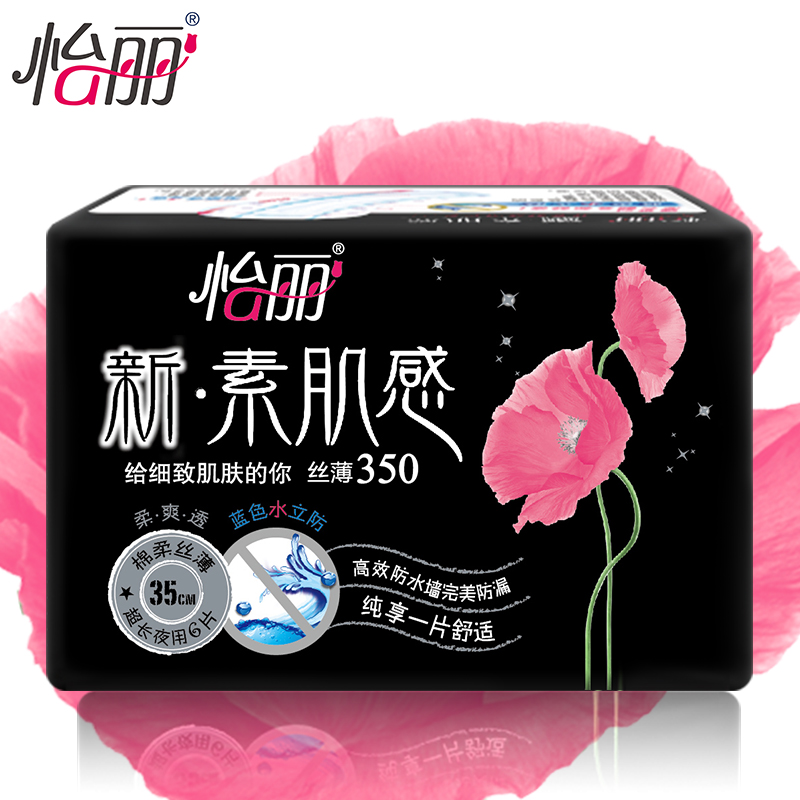 怡丽®
怡丽®
新·素肌感
给细致肌肤的你 丝薄350
柔·爽·透 蓝色水立防
棉柔丝薄
35CM
超长夜用6片
高效防水墙完美防漏
纯享一片舒适